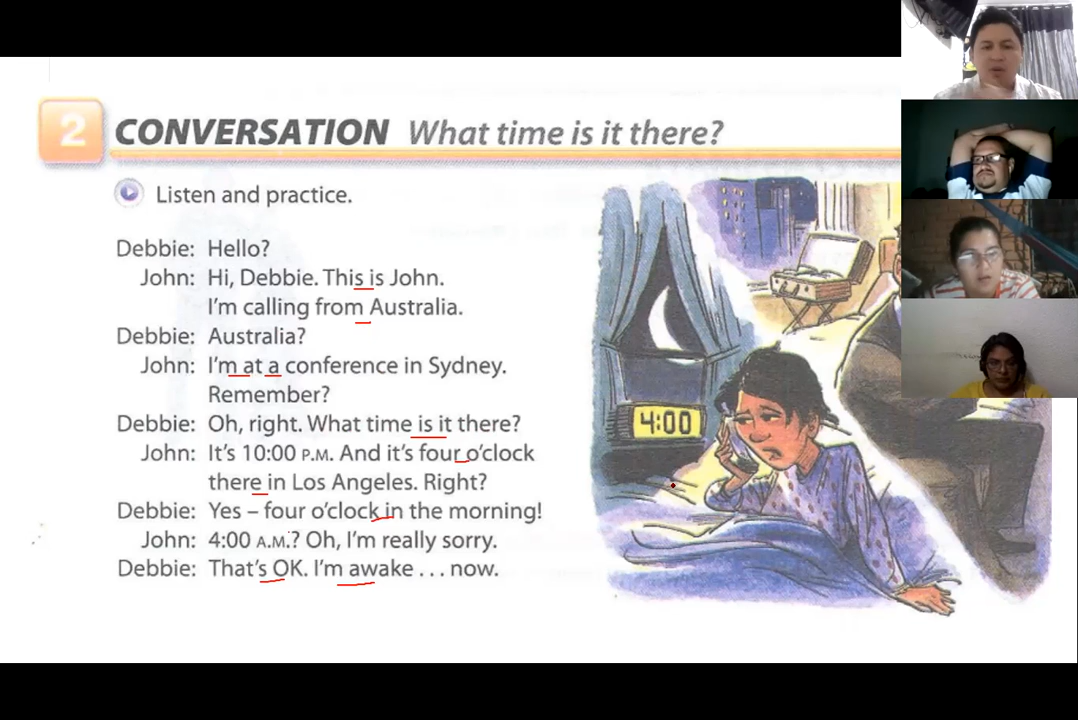 2 CONVERSATION What time is it there?
Listen and practice.
Debbie: Hello?
John: Hi, Debbie. This is John.
I'm calling from Australia.
Debbie: Australia?
John: I'm at a conference in Sydney.
Remember?
Debbie: Oh, right. What time is it there?
John: It's 10:00 P.M. And it's four o'clock
there in Los Angeles. Right?
Debbie: Yes – four o'clock in the morning!
John: 4:00 A.M.? Oh, I'm really sorry.
Debbie: That's OK. I'm awake . . . now.
4:00